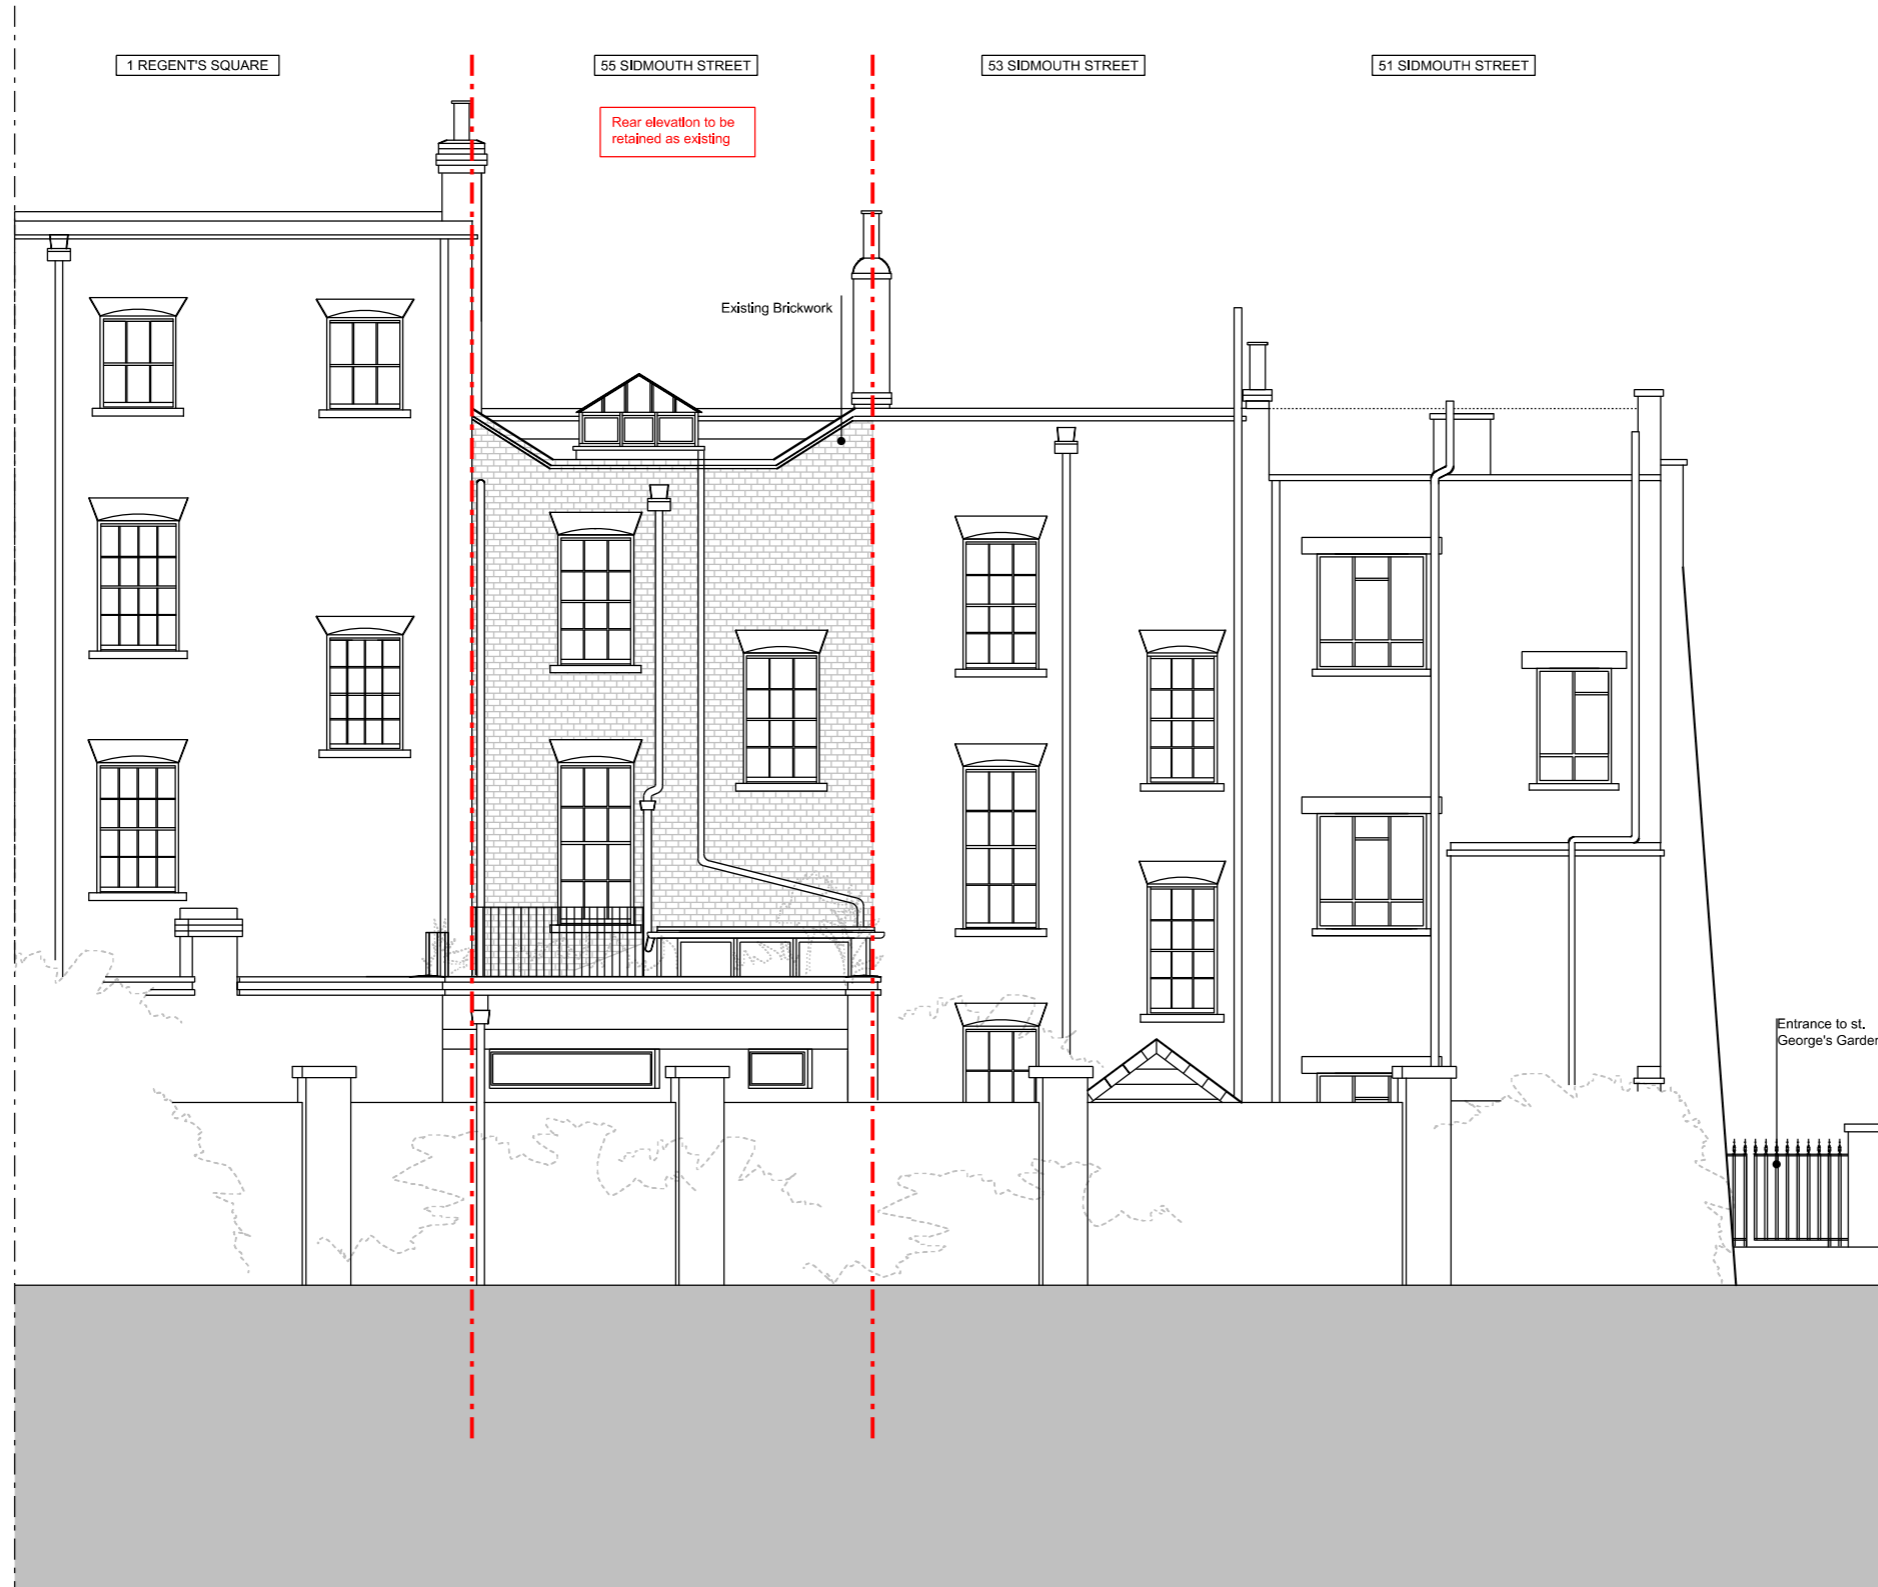 1 REGENT'S SQUARE
55 SIDMOUTH STREET
53 SIDMOUTH STREET
51 SIDMOUTH STREET
Rear elevation to be
retained as existing
Existing Brickwork
Entrance to st.
George's Garden